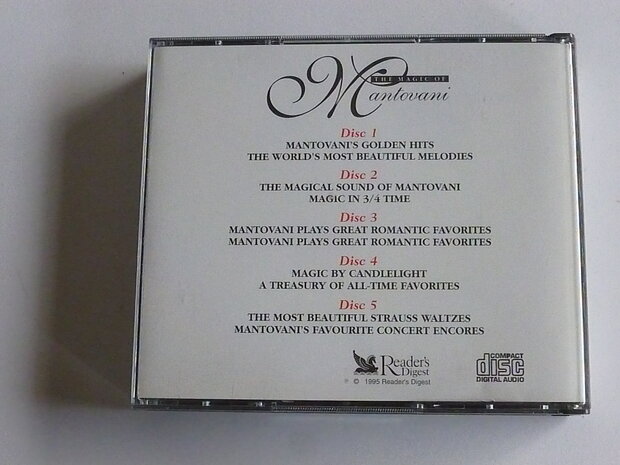 THE MAGIC OF
Mantovani
Disc 1
MANTOVANI'S GOLDEN HITS
THE WORLD'S MOST BEAUTIFUL MELODIES
Disc 2
THE MAGICAL SOUND OF MANTOVANI
MAGIC IN 3/4 TIME
Disc 3
MANTOVANI PLAYS GREAT ROMANTIC FAVORITES
MANTOVANI PLAYS GREAT ROMANTIC FAVORITES
Disc 4
MAGIC BY CANDLELIGHT
A TREASURY OF ALL-TIME FAVORITES
Disc 5
THE MOST BEAUTIFUL STRAUSS WALTZES
MANTOVANI'S FAVOURITE CONCERT ENCORES
Reader's
Digest
℗ © 1995 Reader's Digest
COMPACT
disc
DIGITAL AUDIO